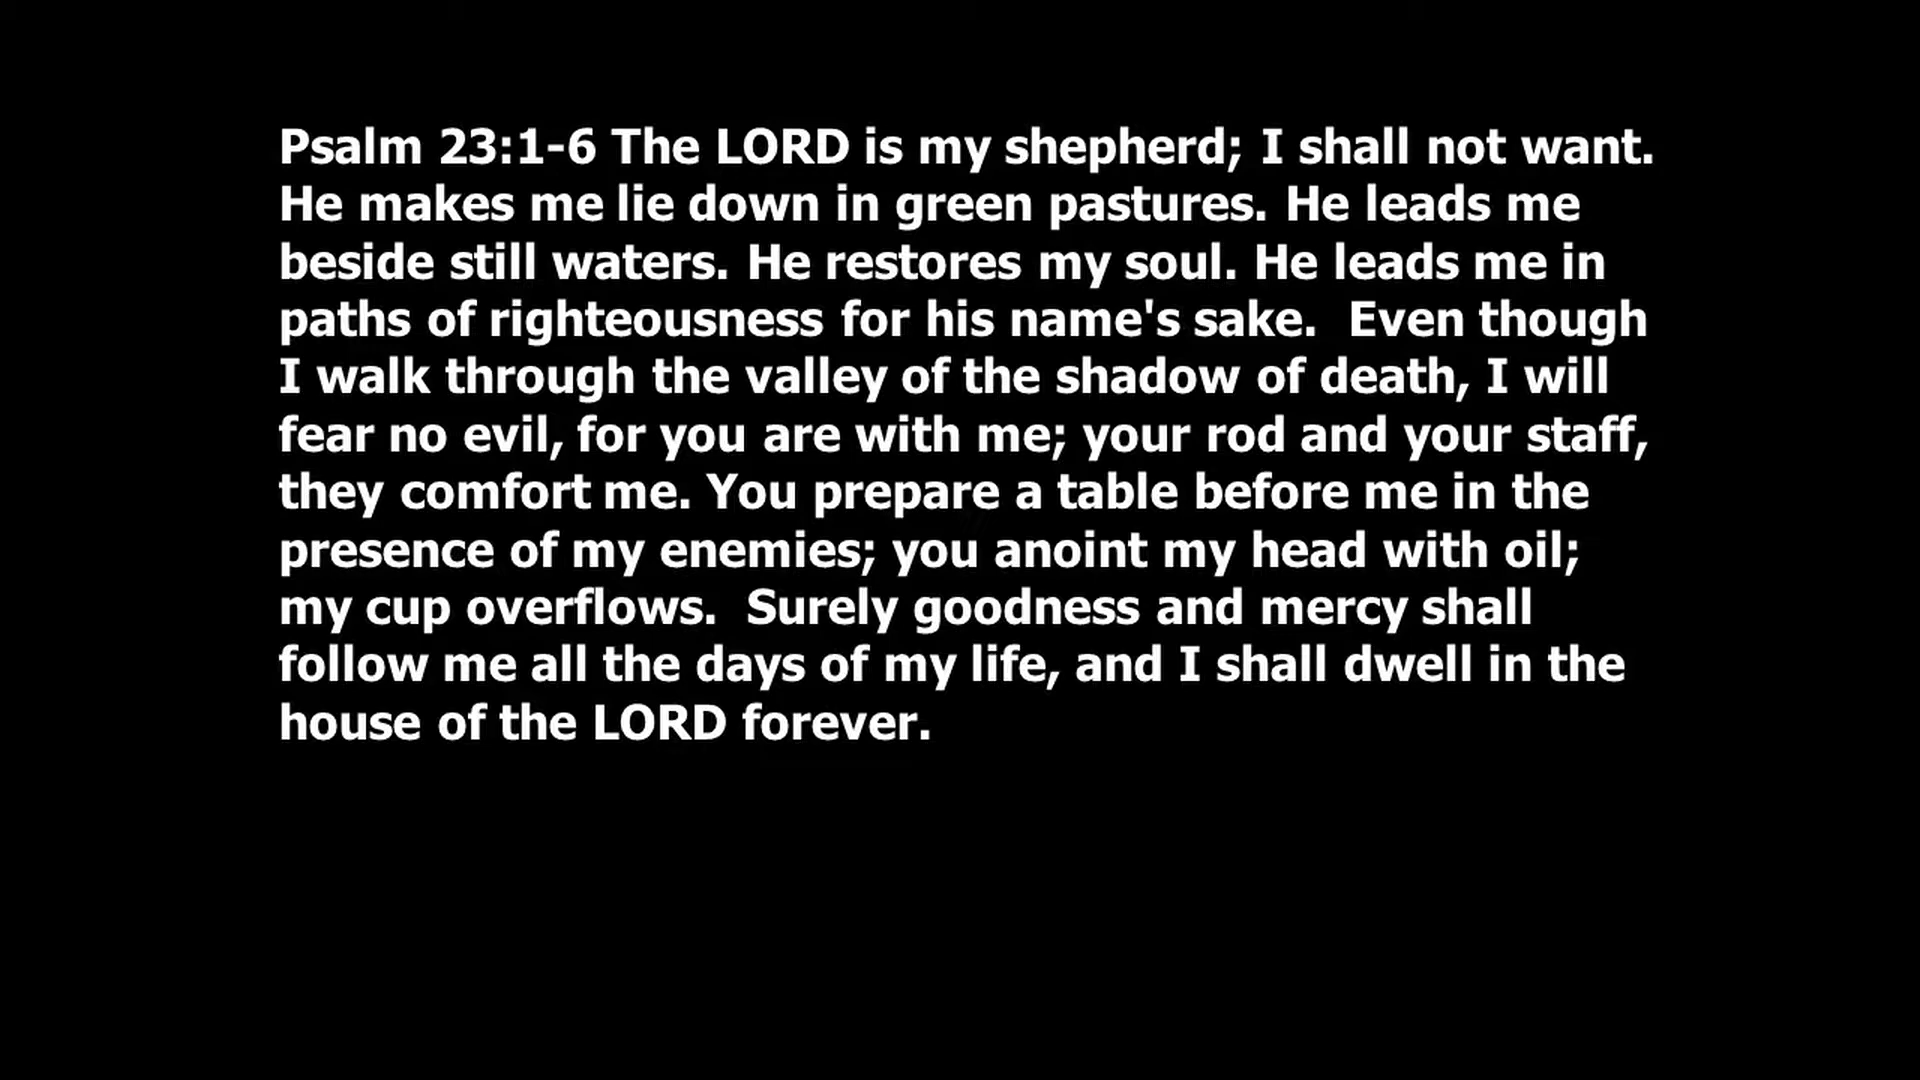 Psalm 23:1-6 The LORD is my shepherd; I shall not want.
He makes me lie down in green pastures. He leads me
beside still waters. He restores my soul. He leads me in
paths of righteousness for his name's sake.  Even though
I walk through the valley of the shadow of death, I will
fear no evil, for you are with me; your rod and your staff,
they comfort me. You prepare a table before me in the
presence of my enemies; you anoint my head with oil;
my cup overflows.  Surely goodness and mercy shall
follow me all the days of my life, and I shall dwell in the
house of the LORD forever.